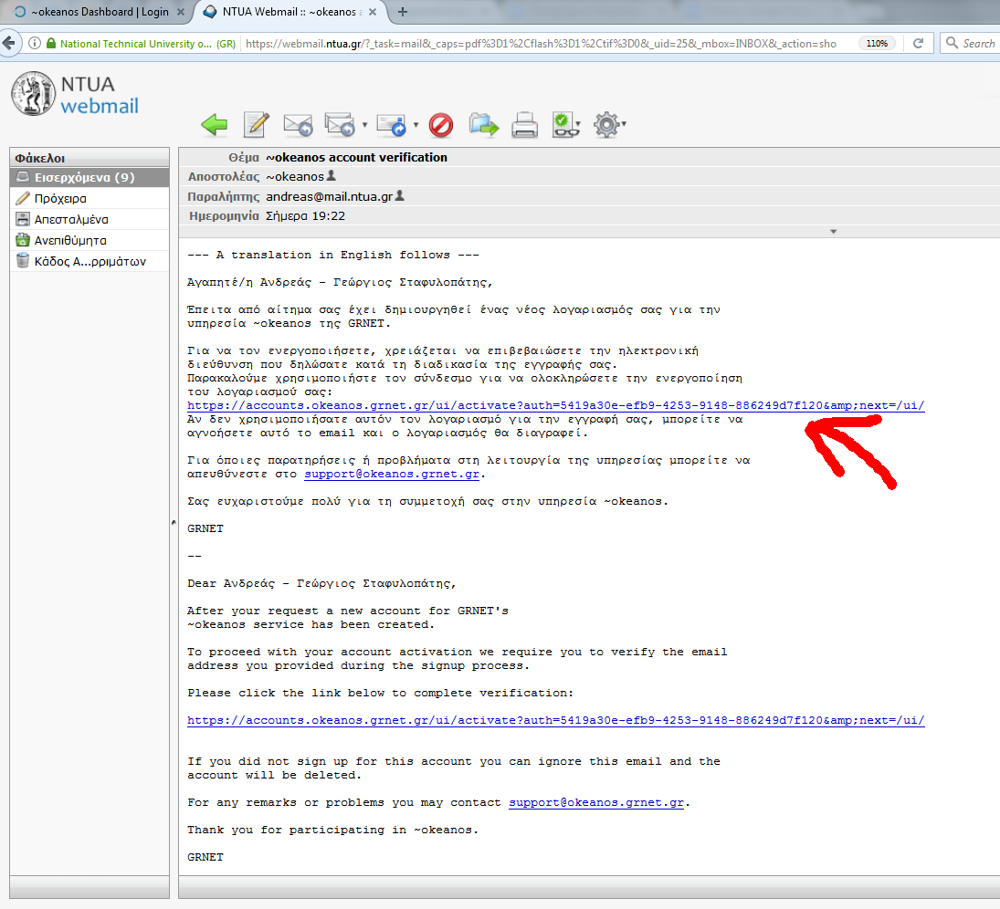 ~okeanos Dashboard | Login
NTUA Webmail :: ~okeanos a
National Technical University o... (GR)
https://webmail.ntua.gr/?_task=mail&_caps=pdf%3D1%2Cflash%3D1%2Ctif%3D0&_uid=25&_mbox=INBOX&_action=sho
110%
Search
NTUA
webmail
Φάκελοι
Εισερχόμενα (9)
Πρόχειρα
Απεσταλμένα
Ανεπιθύμητα
Κάδος Α...ρριμάτων
Θέμα ~okeanos account verification
Αποστολέας ~okeanos
Παραλήπτης andreas@mail.ntua.gr
Ημερομηνία Σήμερα 19:22
--- A translation in English follows ---
Αγαπητέ/η Ανδρεάς - Γεώργιος Σταφυλοπάτης,
Έπειτα από αίτημα σας έχει δημιουργηθεί ένας νέος λογαριασμός σας για την
υπηρεσία ~okeanos της GRNET.
Για να τον ενεργοποιήσετε, χρειάζεται να επιβεβαιώσετε την ηλεκτρονική
διεύθυνση που δηλώσατε κατά τη διαδικασία της εγγραφής σας.
Παρακαλούμε χρησιμοποιήστε τον σύνδεσμο για να ολοκληρώσετε την ενεργοποίηση
του λογαριασμού σας:
https://accounts.okeanos.grnet.gr/ui/activate?auth=5419a30e-efb9-4253-9148-886249d7f120&amp;next=/ui/
Αν δεν χρησιμοποιήσατε αυτόν τον λογαριασμό για την εγγραφή σας, μπορείτε να
αγνοήσετε αυτό το email και ο λογαριασμός θα διαγραφεί.
Για όποιες παρατηρήσεις ή προβλήματα στη λειτουργία της υπηρεσίας μπορείτε να
απευθύνεστε στο support@okeanos.grnet.gr.
Σας ευχαριστούμε πολύ για τη συμμετοχή σας στην υπηρεσία ~okeanos.
GRNET
--
Dear Ανδρεάς - Γεώργιος Σταφυλοπάτης,
After your request a new account for GRNET's
~okeanos service has been created.
To proceed with your account activation we require you to verify the email
address you provided during the signup process.
Please click the link below to complete verification:
https://accounts.okeanos.grnet.gr/ui/activate?auth=5419a30e-efb9-4253-9148-886249d7f120&amp;next=/ui/
If you did not sign up for this account you can ignore this email and the
account will be deleted.
For any remarks or problems you may contact support@okeanos.grnet.gr.
Thank you for participating in ~okeanos.
GRNET